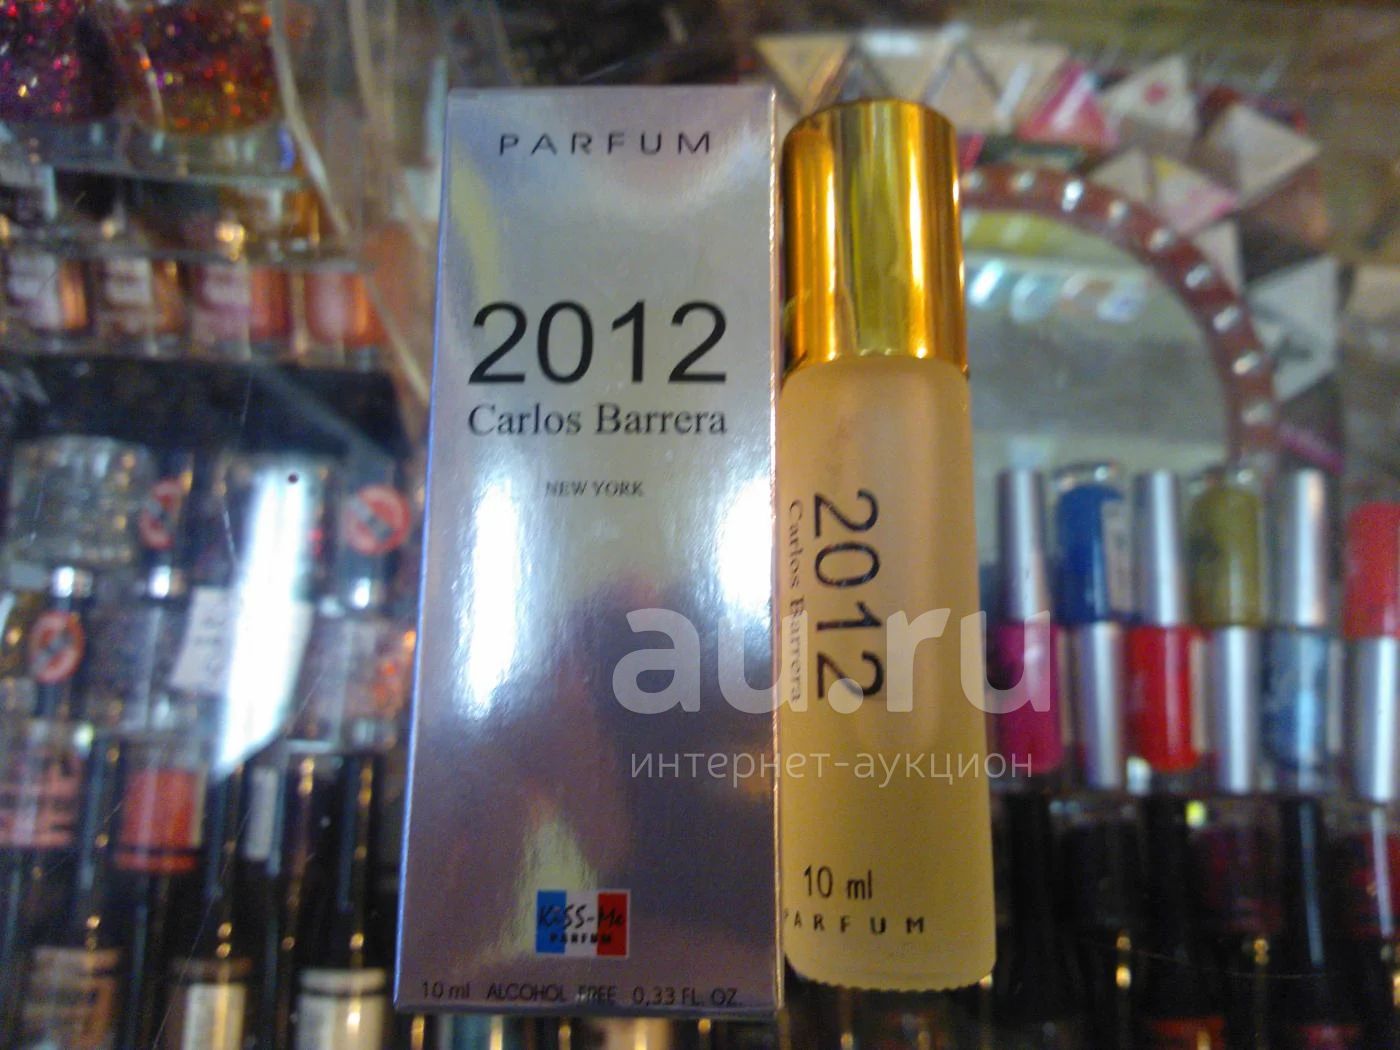 PARFUM
2012
Carlos Barrera
NEW YORK
KiSS-Me
PARFUM
10 ml ALCOHOL FREE 0,33 FL. OZ.
2012
Carlos Barrera
10 ml
PARFUM
au.ru
интернет-аукцион